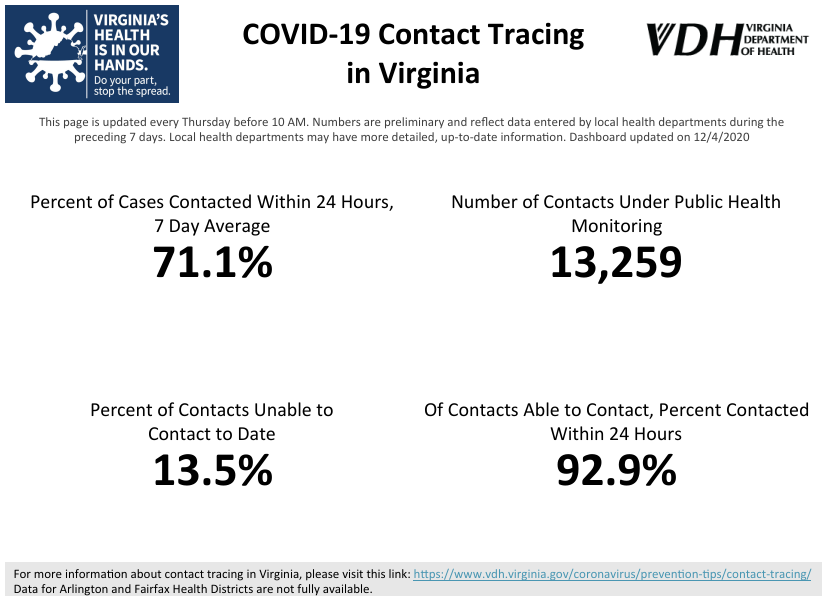 VIRGINIA'S
HEALTH
IS IN OUR
HANDS.
Do your part,
stop the spread.
COVID-19 Contact Tracing
in Virginia
VDH VIRGINIA
DEPARTMENT
OF HEALTH
This page is updated every Thursday before 10 AM. Numbers are preliminary and reflect data entered by local health departments during the
preceding 7 days. Local health departments may have more detailed, up-to-date information. Dashboard updated on 12/4/2020
Percent of Cases Contacted Within 24 Hours,
7 Day Average
71.1%
Number of Contacts Under Public Health
Monitoring
13,259
Percent of Contacts Unable to
Contact to Date
13.5%
Of Contacts Able to Contact, Percent Contacted
Within 24 Hours
92.9%
For more information about contact tracing in Virginia, please visit this link: https://www.vdh.virginia.gov/coronavirus/prevention-tips/contact-tracing/
Data for Arlington and Fairfax Health Districts are not fully available.